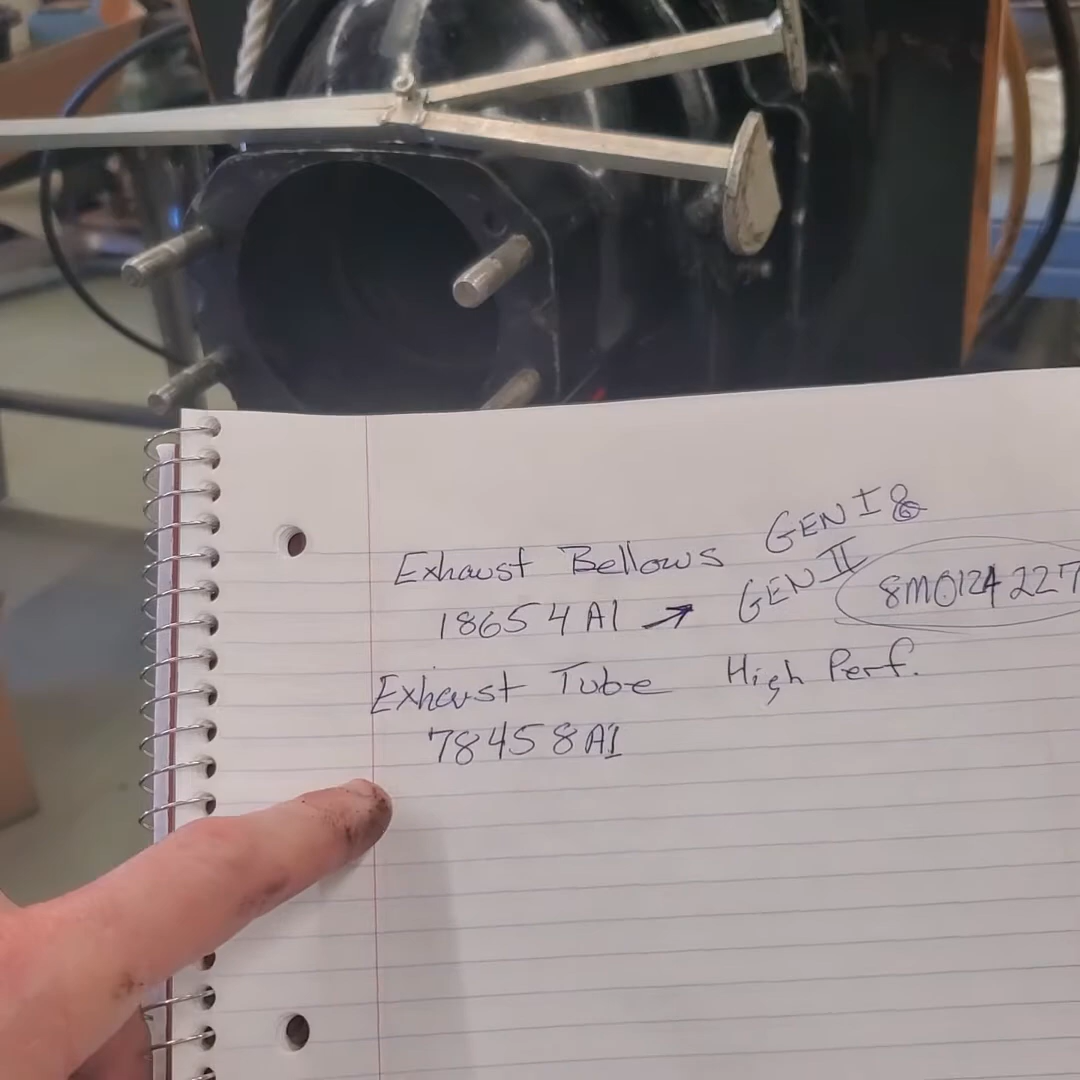 Exhaust Bellows GEN I &
18654A1 → GEN II 8M0124227
Exhaust Tube High Perf.
78458A1